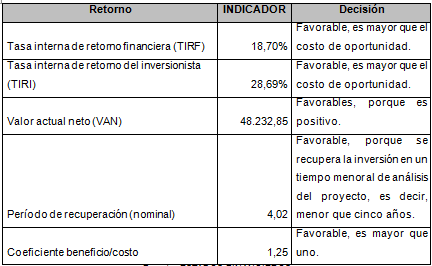 Retorno INDICADOR Decisión
Favorable, es mayor que el
Tasa interna de retorno financiera (TIRF) 18,70% costo de oportunidad.
Tasa interna de retorno del inversionista Favorable, es mayor que el
(TIRI) 28,69% costo de oportunidad.
Favorables, porque es
Valor actual neto (VAN) 48.232,85 positivo.
Favorable, porque se
recupera la inversión en un
tiempo menoral de análisis
del proyecto, es decir,
Período de recuperación (nominal) 4,02 menor que cinco años.
Favorable, es mayor que
Coeficiente beneficio/costo 1,25 uno.